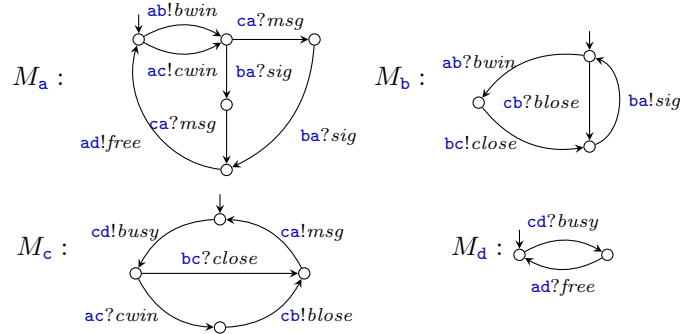 ab!bwin
ca?msg
M_a :
ac!cwin
ba?sig
ca?msg
ad!free
ba?sig
M_b :
ab?bwin
cb?blose
ba!sig
bc!close
M_c :
cd!busy
ca!msg
bc?close
ac?cwin
cb!blose
M_d :
cd?busy
ad?free